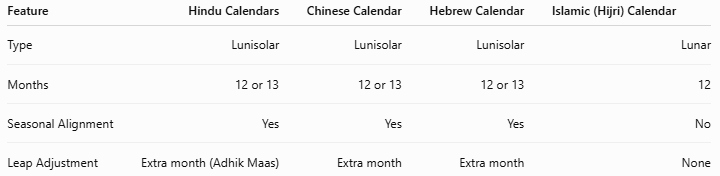 Feature Hindu Calendars Chinese Calendar Hebrew Calendar Islamic (Hijri) Calendar
Type Lunisolar Lunisolar Lunisolar Lunar
Months 12 or 13 12 or 13 12 or 13 12
Seasonal Alignment Yes Yes Yes No
Leap Adjustment Extra month (Adhik Maas) Extra month Extra month None